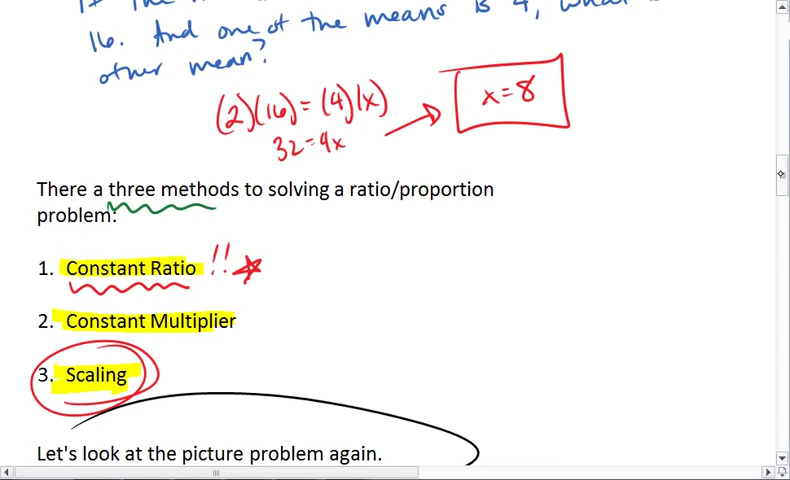 16. And one of the means is 4, what
other mean?
(2)(16) = (4)(x)
32 = 4x
x = 8
There a three methods to solving a ratio/proportion
problem:
1. Constant Ratio !!
2. Constant Multiplier
3. Scaling
Let's look at the picture problem again.